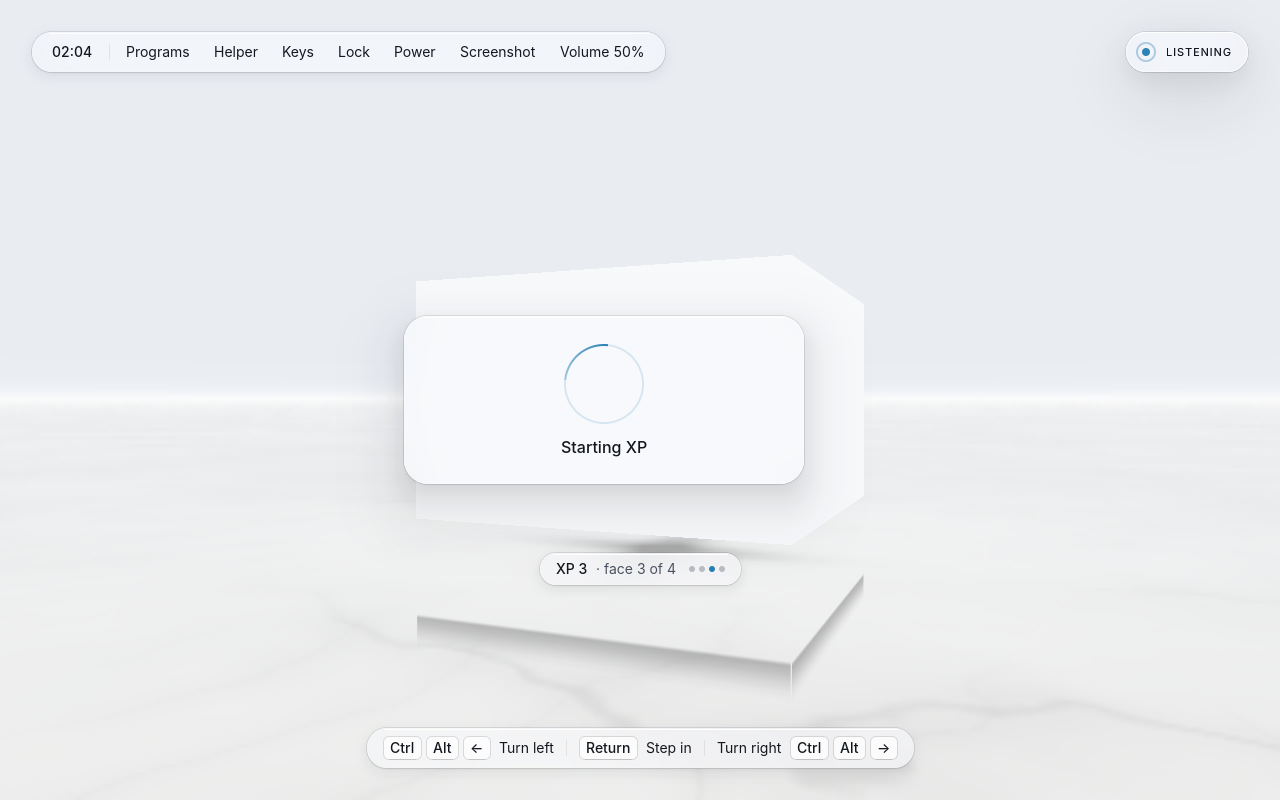 02:04 Programs Helper Keys Lock Power Screenshot Volume 50%
LISTENING
Starting XP
XP 3 · face 3 of 4
Ctrl Alt ← Turn left Return Step in Turn right Ctrl Alt →